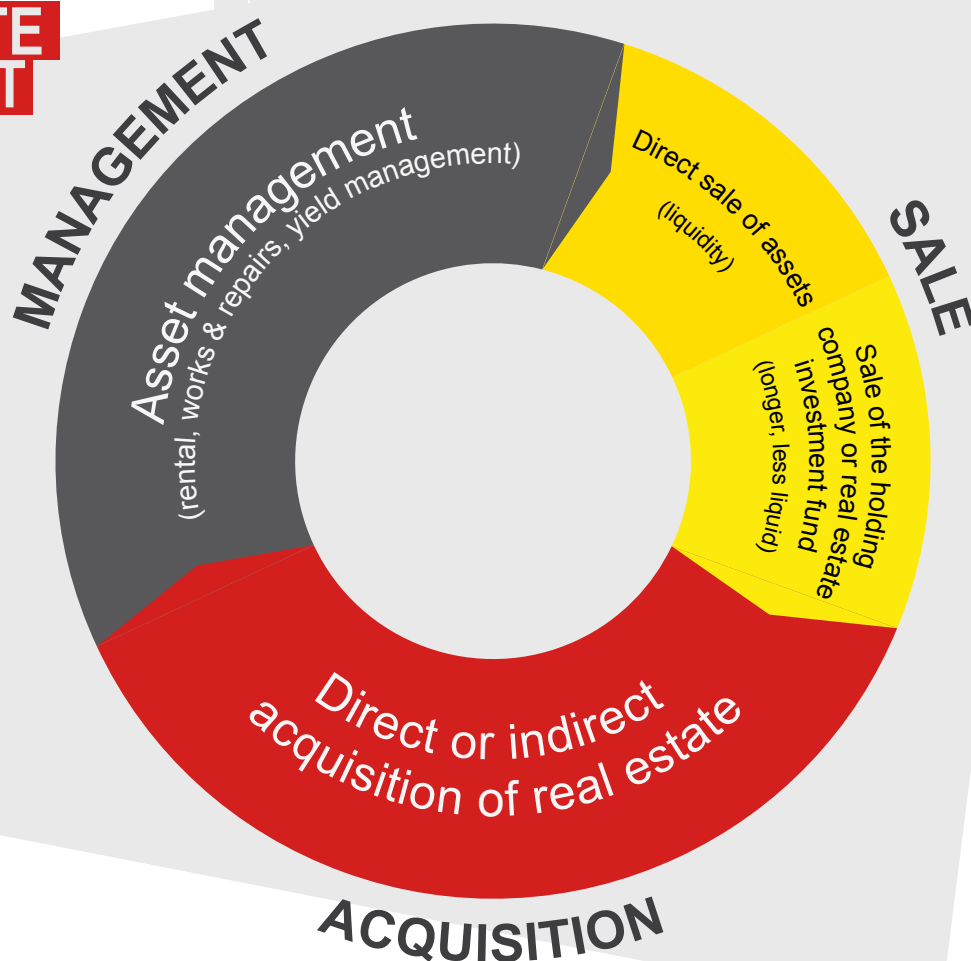 TE
T
MANAGEMENT
Asset management
(rental, works & repairs, yield management)
Direct sale of assets
(liquidity)
SALE
Sale of the holding
company or real estate
investment fund
(longer, less liquid)
Direct or indirect
acquisition of real estate
ACQUISITION